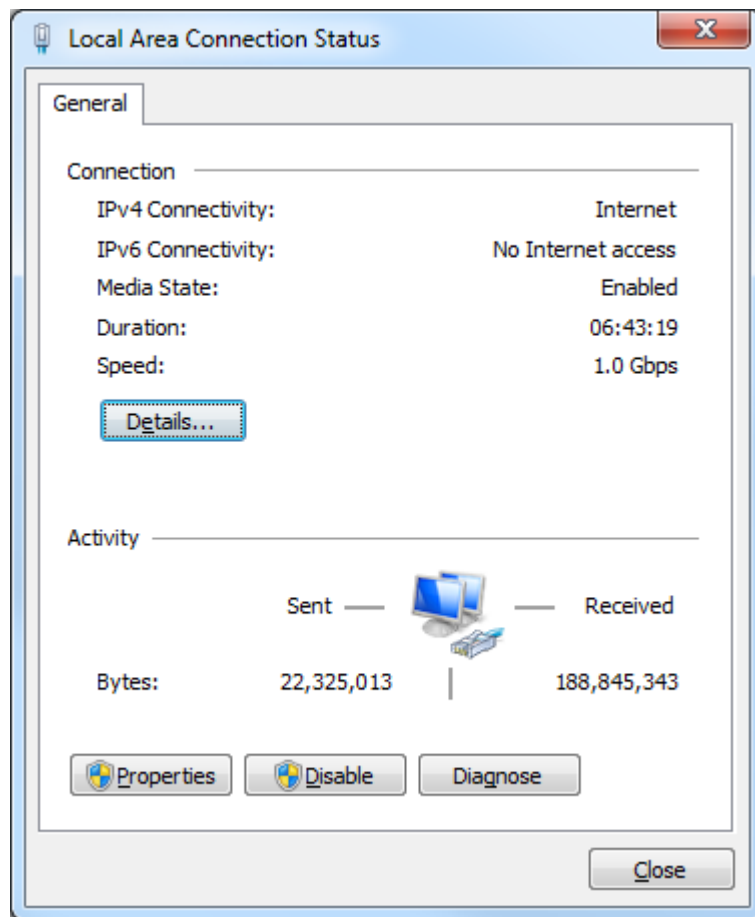 Local Area Connection Status
General
Connection
IPv4 Connectivity: Internet
IPv6 Connectivity: No Internet access
Media State: Enabled
Duration: 06:43:19
Speed: 1.0 Gbps
Details...
Activity
Sent Received
Bytes: 22,325,013 188,845,343
Properties Disable Diagnose
Close